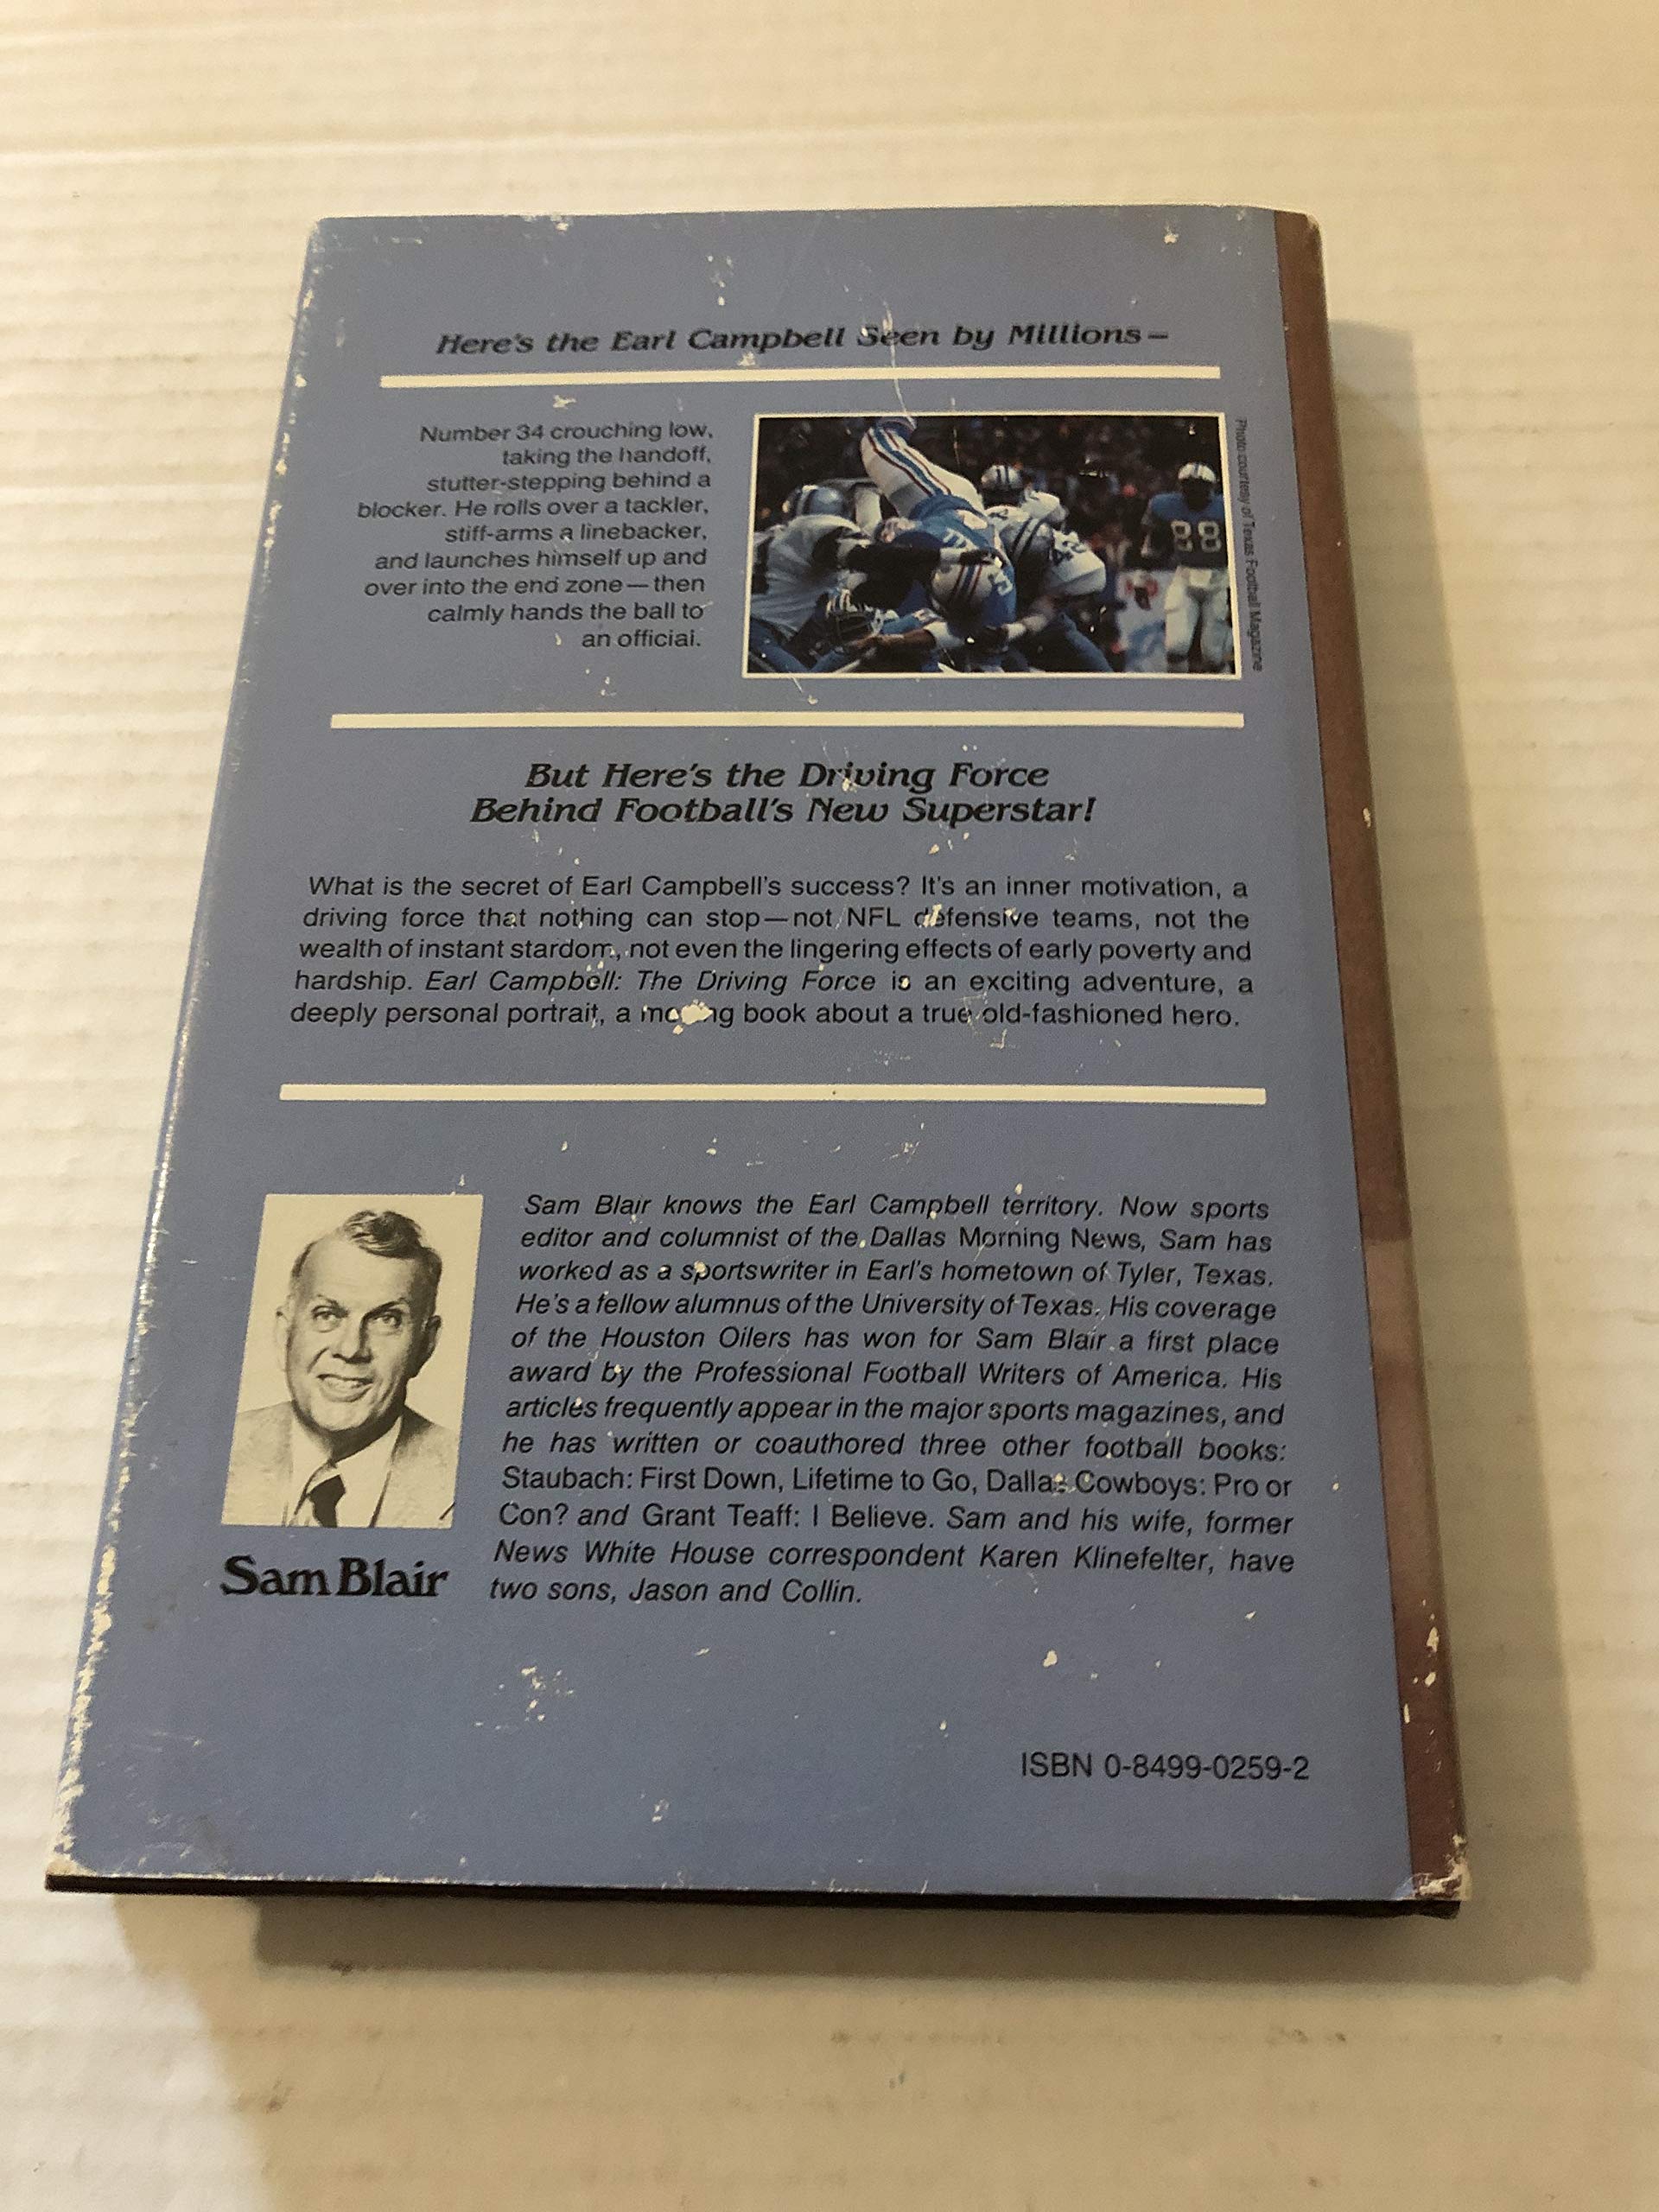 Here's the Earl Campbell Seen by Millions—
Number 34 crouching low,
taking the handoff,
stutter-stepping behind a
blocker. He rolls over a tackler,
stiff-arms a linebacker,
and launches himself up and
over into the end zone—then
calmly hands the ball to
an official.
88
Photo courtesy of Texas Football Magazine
But Here's the Driving Force
Behind Football's New Superstar!
What is the secret of Earl Campbell's success? It's an inner motivation, a
driving force that nothing can stop—not NFL defensive teams, not the
wealth of instant stardom, not even the lingering effects of early poverty and
hardship. Earl Campbell: The Driving Force is an exciting adventure, a
deeply personal portrait, a moving book about a true old-fashioned hero.
Sam Blair knows the Earl Campbell territory. Now sports
editor and columnist of the Dallas Morning News, Sam has
worked as a sportswriter in Earl's hometown of Tyler, Texas.
He's a fellow alumnus of the University of Texas. His coverage
of the Houston Oilers has won for Sam Blair a first place
award by the Professional Football Writers of America. His
articles frequently appear in the major sports magazines, and
he has written or coauthored three other football books:
Staubach: First Down, Lifetime to Go, Dallas Cowboys: Pro or
Con? and Grant Teaff: I Believe. Sam and his wife, former
News White House correspondent Karen Klinefelter, have
two sons, Jason and Collin.
Sam Blair
ISBN 0-8499-0259-2